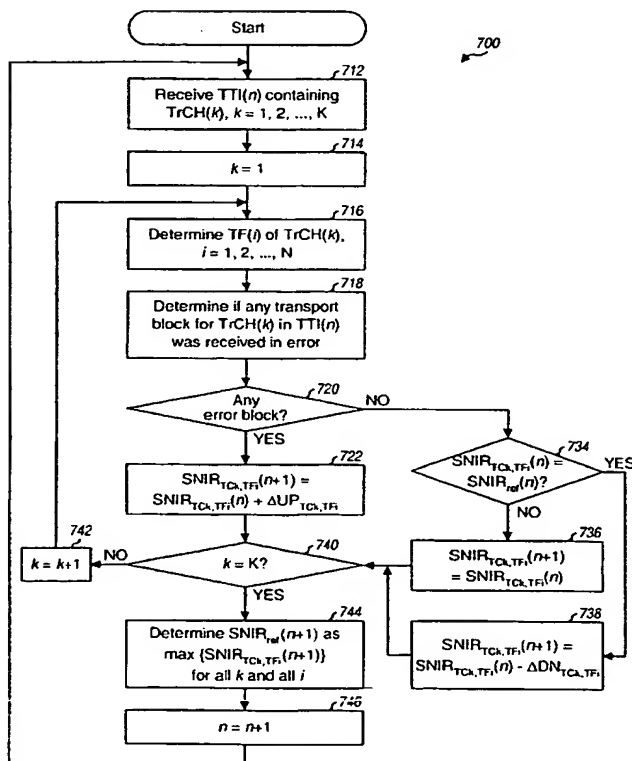 Start
700
712
Receive TTI(n) containing
TrCH(k), k = 1, 2, ..., K
714
k = 1
716
Determine TF(i) of TrCH(k),
i = 1, 2, ..., N
718
Determine if any transport
block for TrCH(k) in TTI(n)
was received in error
720
Any
error block?
NO
YES
722
SNIR_TCk,TFi(n+1) =
SNIR_TCk,TFi(n) + ΔUP_TCk,TFi
734
SNIR_TCk,TFi(n) =
SNIR_ref(n)?
YES
NO
736
SNIR_TCk,TFi(n+1)
= SNIR_TCk,TFi(n)
738
SNIR_TCk,TFi(n+1) =
SNIR_TCk,TFi(n) - ΔDN_TCk,TFi
740
k = K?
NO
YES
742
k = k+1
744
Determine SNIR_ref(n+1) as
max {SNIR_TCk,TFi(n+1)}
for all k and all i
746
n = n+1